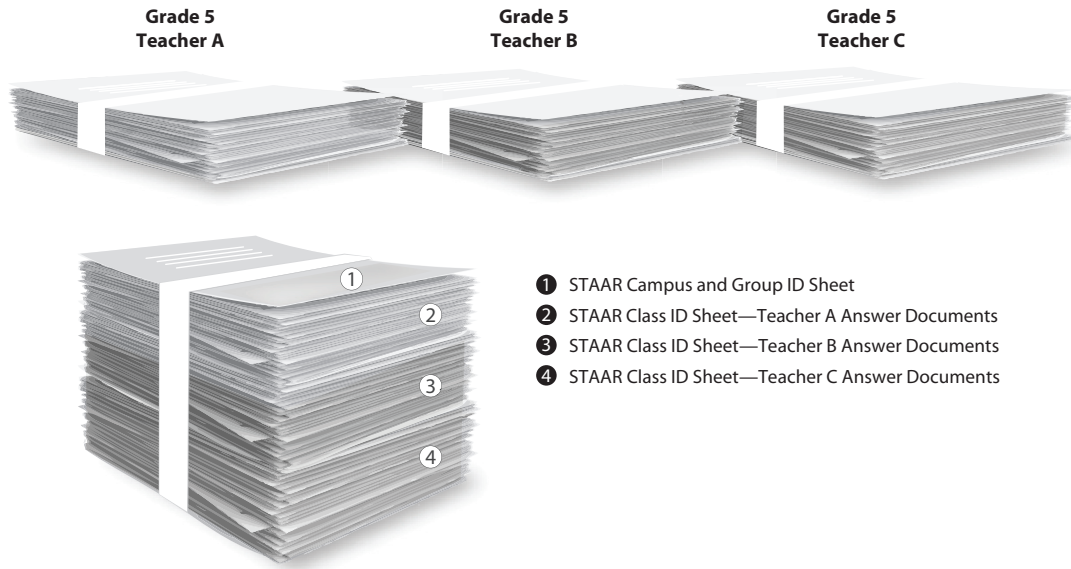 Grade 5
Teacher A
Grade 5
Teacher B
Grade 5
Teacher C
1
2
3
4
1 STAAR Campus and Group ID Sheet
2 STAAR Class ID Sheet—Teacher A Answer Documents
3 STAAR Class ID Sheet—Teacher B Answer Documents
4 STAAR Class ID Sheet—Teacher C Answer Documents